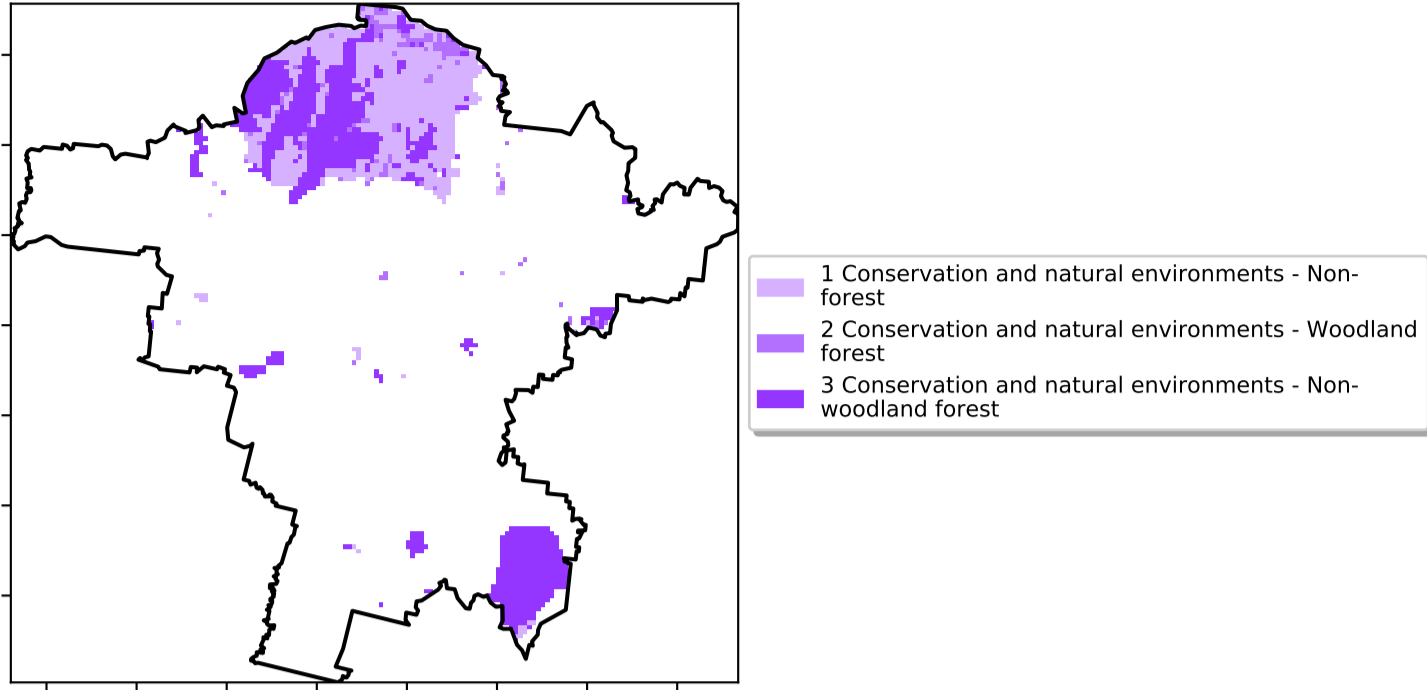 1 Conservation and natural environments - Non-
forest
2 Conservation and natural environments - Woodland
forest
3 Conservation and natural environments - Non-
woodland forest